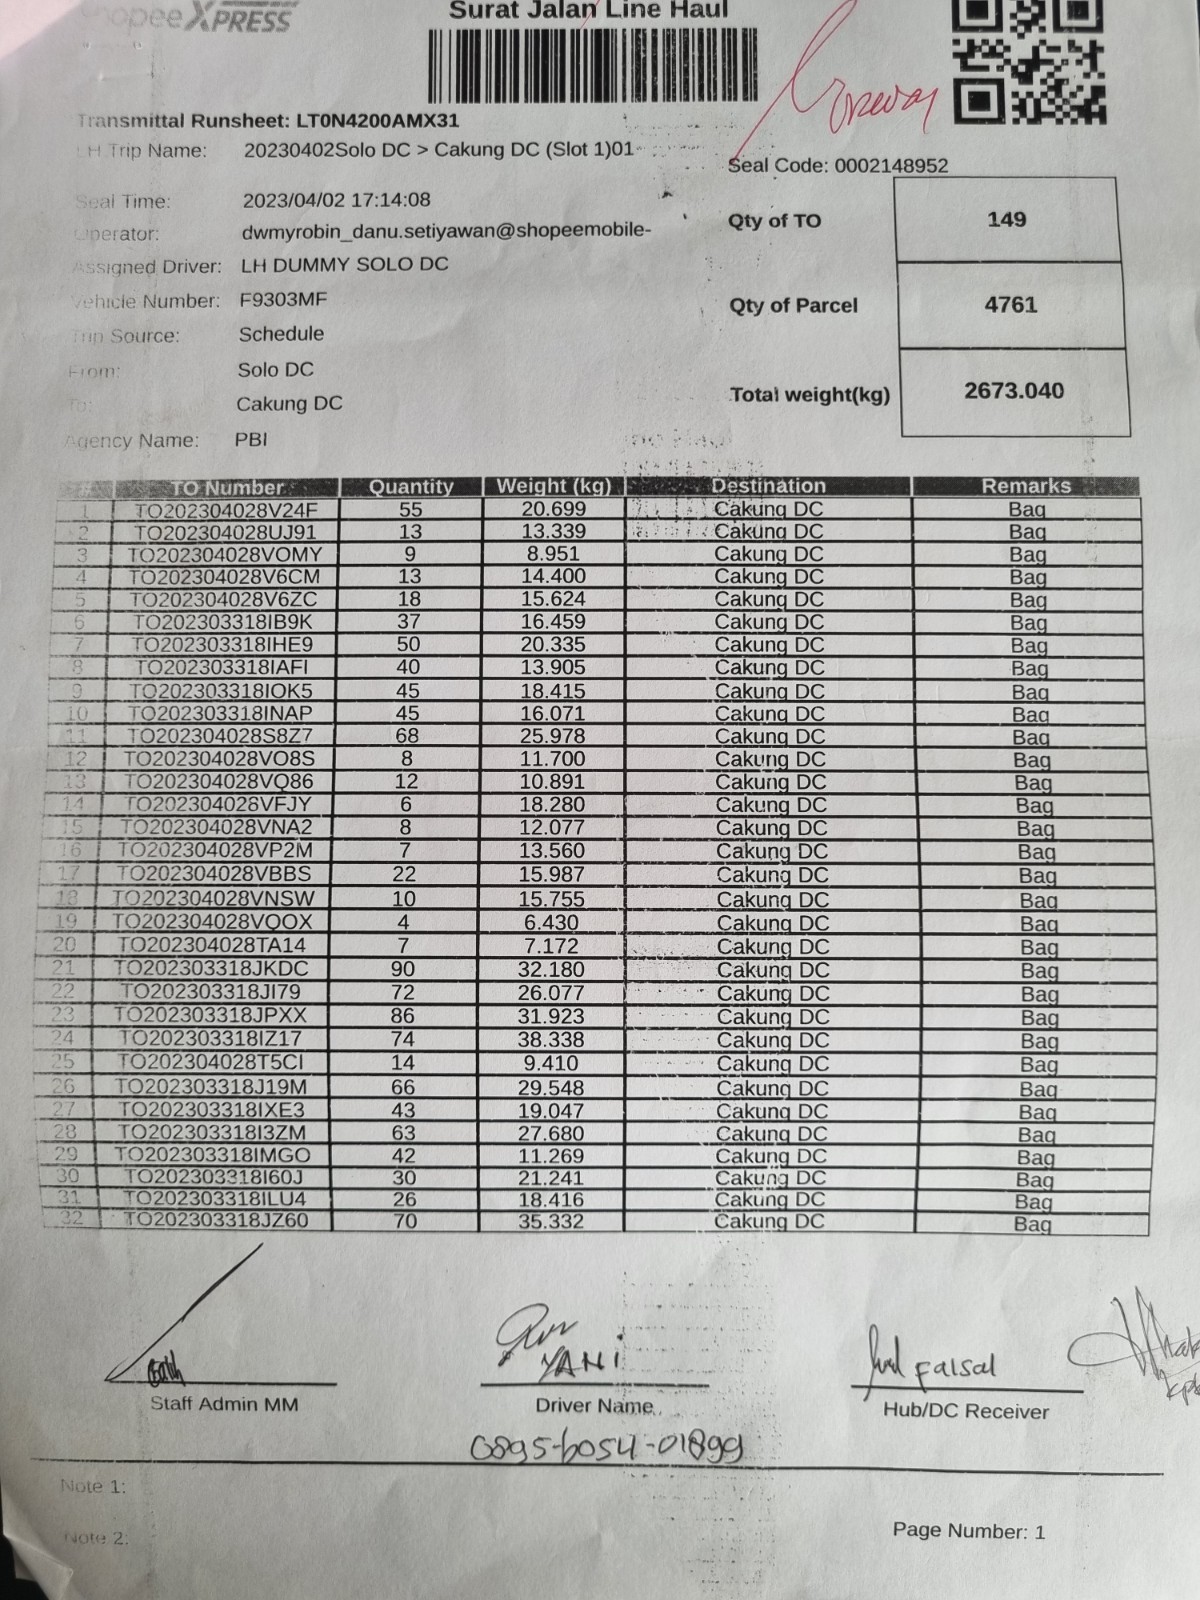 Shopee XPRESS
Surat Jalan Line Haul
Transmittal Runsheet: LT0N4200AMX31
LH Trip Name: 20230402Solo DC > Cakung DC (Slot 1)01
Seal Code: 0002148952
Seal Time: 2023/04/02 17:14:08
Operator: dwmyrobin_danu.setiyawan@shopeemobile-
Assigned Driver: LH DUMMY SOLO DC
Vehicle Number: F9303MF
Trip Source: Schedule
From: Solo DC
To: Cakung DC
Agency Name: PBI
Qty of TO 149
Qty of Parcel 4761
Total weight(kg) 2673.040
# TO Number Quantity Weight (kg) Destination Remarks
1 TO202304028V24F 55 20.699 Cakung DC Bag
2 TO202304028UJ91 13 13.339 Cakung DC Bag
3 TO202304028VOMY 9 8.951 Cakung DC Bag
4 TO202304028V6CM 13 14.400 Cakung DC Bag
5 TO202304028V6ZC 18 15.624 Cakung DC Bag
6 TO202303318IB9K 37 16.459 Cakung DC Bag
7 TO202303318IHE9 50 20.335 Cakung DC Bag
8 TO202303318IAFI 40 13.905 Cakung DC Bag
9 TO202303318IOK5 45 18.415 Cakung DC Bag
10 TO202303318INAP 45 16.071 Cakung DC Bag
11 TO202304028S8Z7 68 25.978 Cakung DC Bag
12 TO202304028VO8S 8 11.700 Cakung DC Bag
13 TO202304028VQ86 12 10.891 Cakung DC Bag
14 TO202304028VFJY 6 18.280 Cakung DC Bag
15 TO202304028VNA2 8 12.077 Cakung DC Bag
16 TO202304028VP2M 7 13.560 Cakung DC Bag
17 TO202304028VBBS 22 15.987 Cakung DC Bag
18 TO202304028VNSW 10 15.755 Cakung DC Bag
19 TO202304028VQOX 4 6.430 Cakung DC Bag
20 TO202304028TA14 7 7.172 Cakung DC Bag
21 TO202303318JKDC 90 32.180 Cakung DC Bag
22 TO202303318JI79 72 26.077 Cakung DC Bag
23 TO202303318JPXX 86 31.923 Cakung DC Bag
24 TO202303318IZ17 74 38.338 Cakung DC Bag
25 TO202304028T5CI 14 9.410 Cakung DC Bag
26 TO202303318J19M 66 29.548 Cakung DC Bag
27 TO202303318IXE3 43 19.047 Cakung DC Bag
28 TO202303318I3ZM 63 27.680 Cakung DC Bag
29 TO202303318IMGO 42 11.269 Cakung DC Bag
30 TO202303318I60J 30 21.241 Cakung DC Bag
31 TO202303318ILU4 26 18.416 Cakung DC Bag
32 TO202303318JZ60 70 35.332 Cakung DC Bag
YANI
Faisal
Staff Admin MM
Driver Name
Hub/DC Receiver
0895-6054-01899
Note 1:
Note 2:
Page Number: 1